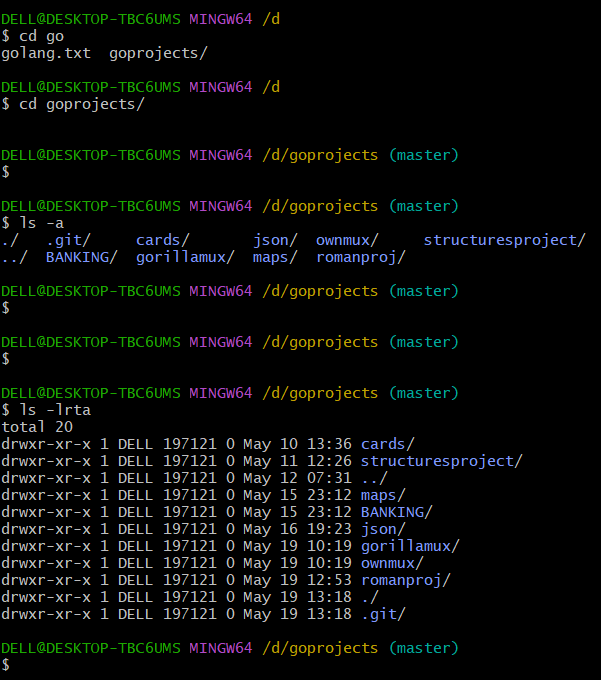 DELL@DESKTOP-TBC6UMS MINGW64 /d
$ cd go
golang.txt  goprojects/
DELL@DESKTOP-TBC6UMS MINGW64 /d
$ cd goprojects/
DELL@DESKTOP-TBC6UMS MINGW64 /d/goprojects (master)
$
DELL@DESKTOP-TBC6UMS MINGW64 /d/goprojects (master)
$ ls -a
./   .git/     cards/       json/  ownmux/     structuresproject/
../  BANKING/  gorillamux/  maps/  romanproj/
DELL@DESKTOP-TBC6UMS MINGW64 /d/goprojects (master)
$
DELL@DESKTOP-TBC6UMS MINGW64 /d/goprojects (master)
$
DELL@DESKTOP-TBC6UMS MINGW64 /d/goprojects (master)
$ ls -lrta
total 20
drwxr-xr-x 1 DELL 197121 0 May 10 13:36 cards/
drwxr-xr-x 1 DELL 197121 0 May 11 12:26 structuresproject/
drwxr-xr-x 1 DELL 197121 0 May 12 07:31 ../
drwxr-xr-x 1 DELL 197121 0 May 15 23:12 maps/
drwxr-xr-x 1 DELL 197121 0 May 15 23:12 BANKING/
drwxr-xr-x 1 DELL 197121 0 May 16 19:23 json/
drwxr-xr-x 1 DELL 197121 0 May 19 10:19 gorillamux/
drwxr-xr-x 1 DELL 197121 0 May 19 10:19 ownmux/
drwxr-xr-x 1 DELL 197121 0 May 19 12:53 romanproj/
drwxr-xr-x 1 DELL 197121 0 May 19 13:18 ./
drwxr-xr-x 1 DELL 197121 0 May 19 13:18 .git/
DELL@DESKTOP-TBC6UMS MINGW64 /d/goprojects (master)
$